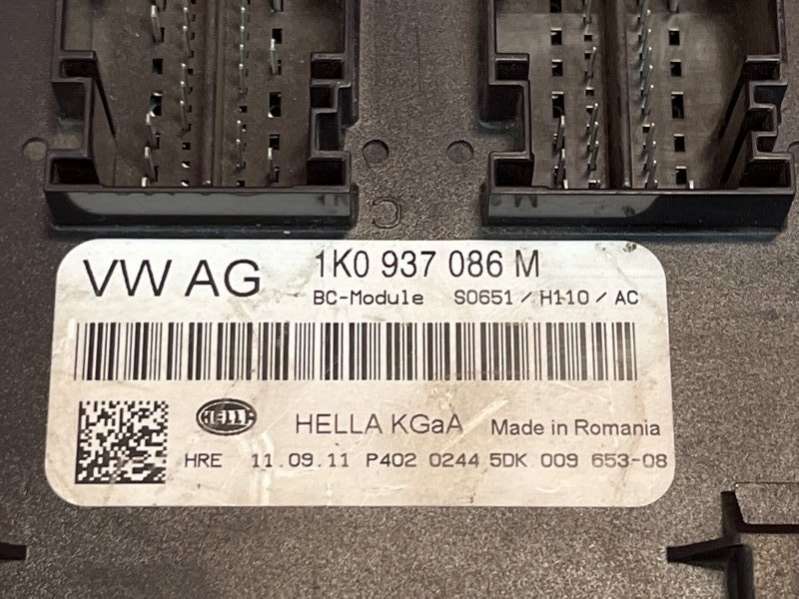 C
VW AG 1K0 937 086 M
BC-Module S0651 / H110 / AC
HELLA HELLA KGaA Made in Romania
HRE 11.09.11 P402 0244 5DK 009 653-08